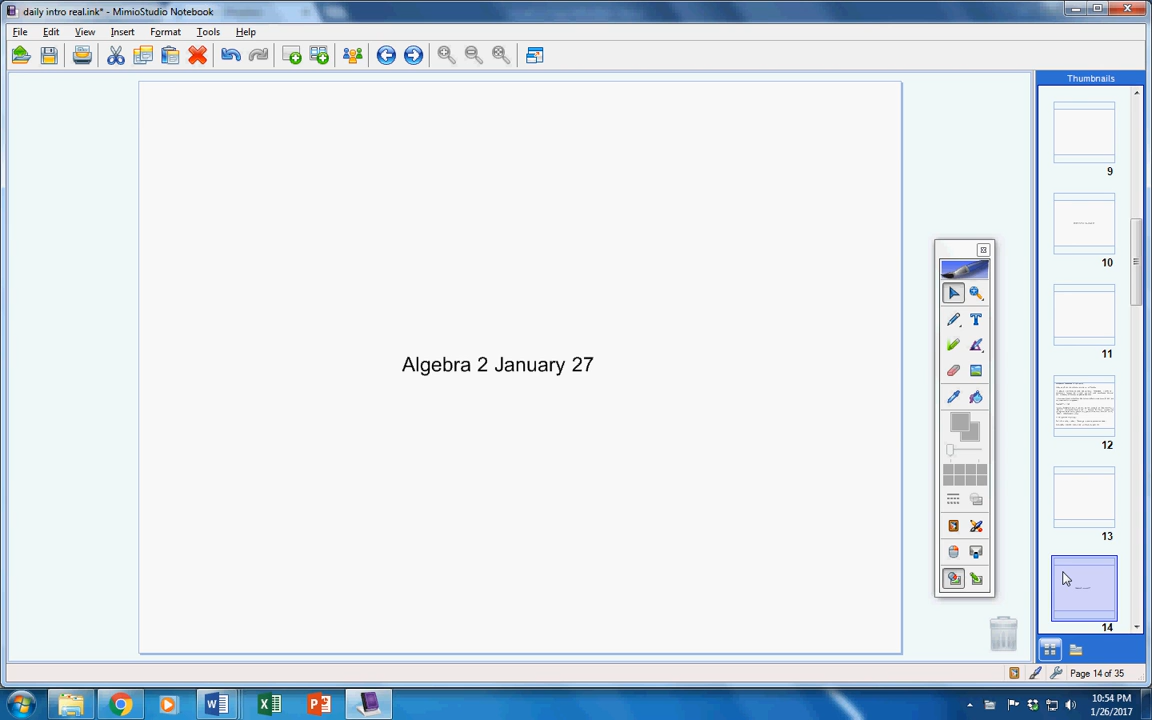 daily intro real.ink* - MimioStudio Notebook
File Edit View Insert Format Tools Help
Thumbnails
9
10
11
12
13
14
Algebra 2 January 27
Page 14 of 35
10:54 PM
1/26/2017